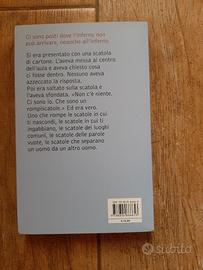 Ci sono posti dove l'inferno non
può arrivare, neanche all'inferno.
Si era presentato con una scatola
di cartone. L'aveva messa al centro
dell'aula e aveva chiesto cosa
ci fosse dentro. Nessuno aveva
azzeccato la risposta.
Poi era saltato sulla scatola e
l'aveva sfondata. «Non c'è niente.
Ci sono io. Che sono un
rompiscatole.» Ed era vero.
Uno che rompe le scatole in cui
ti nascondi, le scatole in cui ti
ingabbiano, le scatole dei luoghi
comuni, le scatole delle parole
vuote, le scatole che separano
un uomo da un altro uomo.
subito